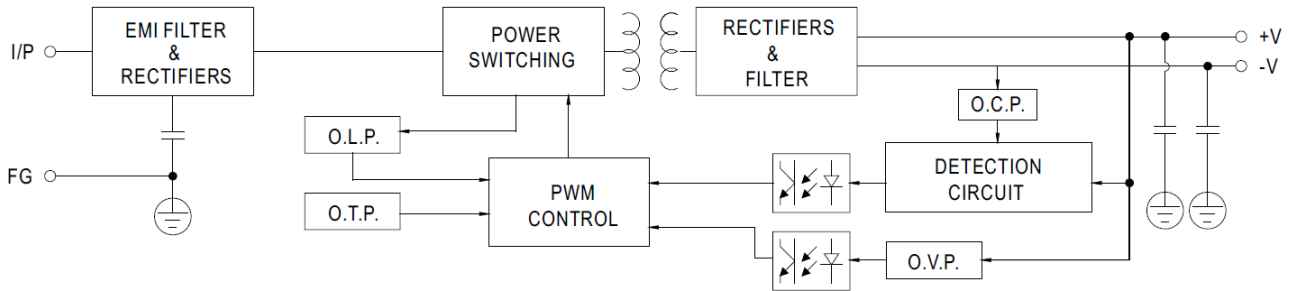 I/P
EMI FILTER
&
RECTIFIERS
POWER
SWITCHING
RECTIFIERS
&
FILTER
+V
-V
O.C.P.
O.L.P.
FG
O.T.P.
PWM
CONTROL
DETECTION
CIRCUIT
O.V.P.